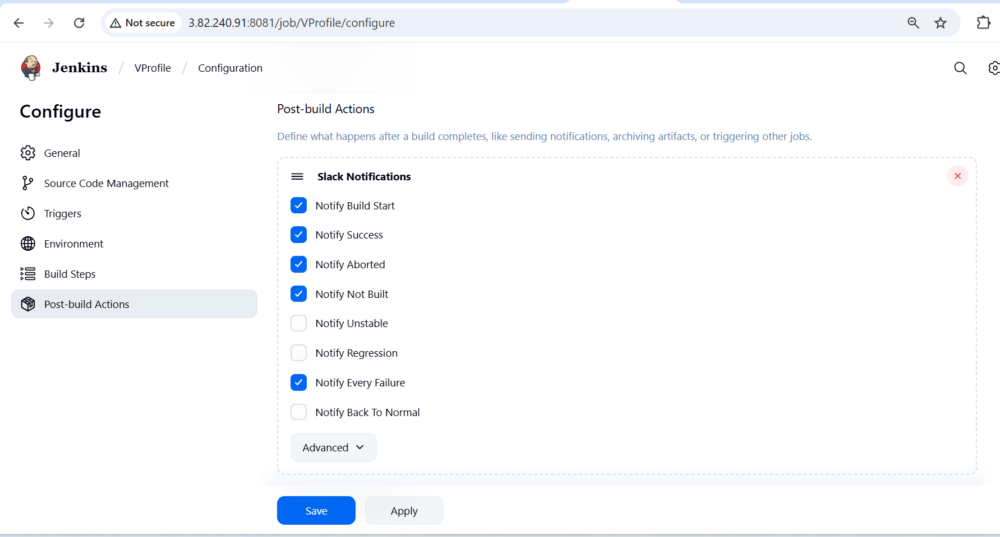 Not secure 3.82.240.91:8081/job/VProfile/configure
Jenkins / VProfile / Configuration
Configure
General
Source Code Management
Triggers
Environment
Build Steps
Post-build Actions
Post-build Actions
Define what happens after a build completes, like sending notifications, archiving artifacts, or triggering other jobs.
Slack Notifications
Notify Build Start
Notify Success
Notify Aborted
Notify Not Built
Notify Unstable
Notify Regression
Notify Every Failure
Notify Back To Normal
Advanced
Save Apply